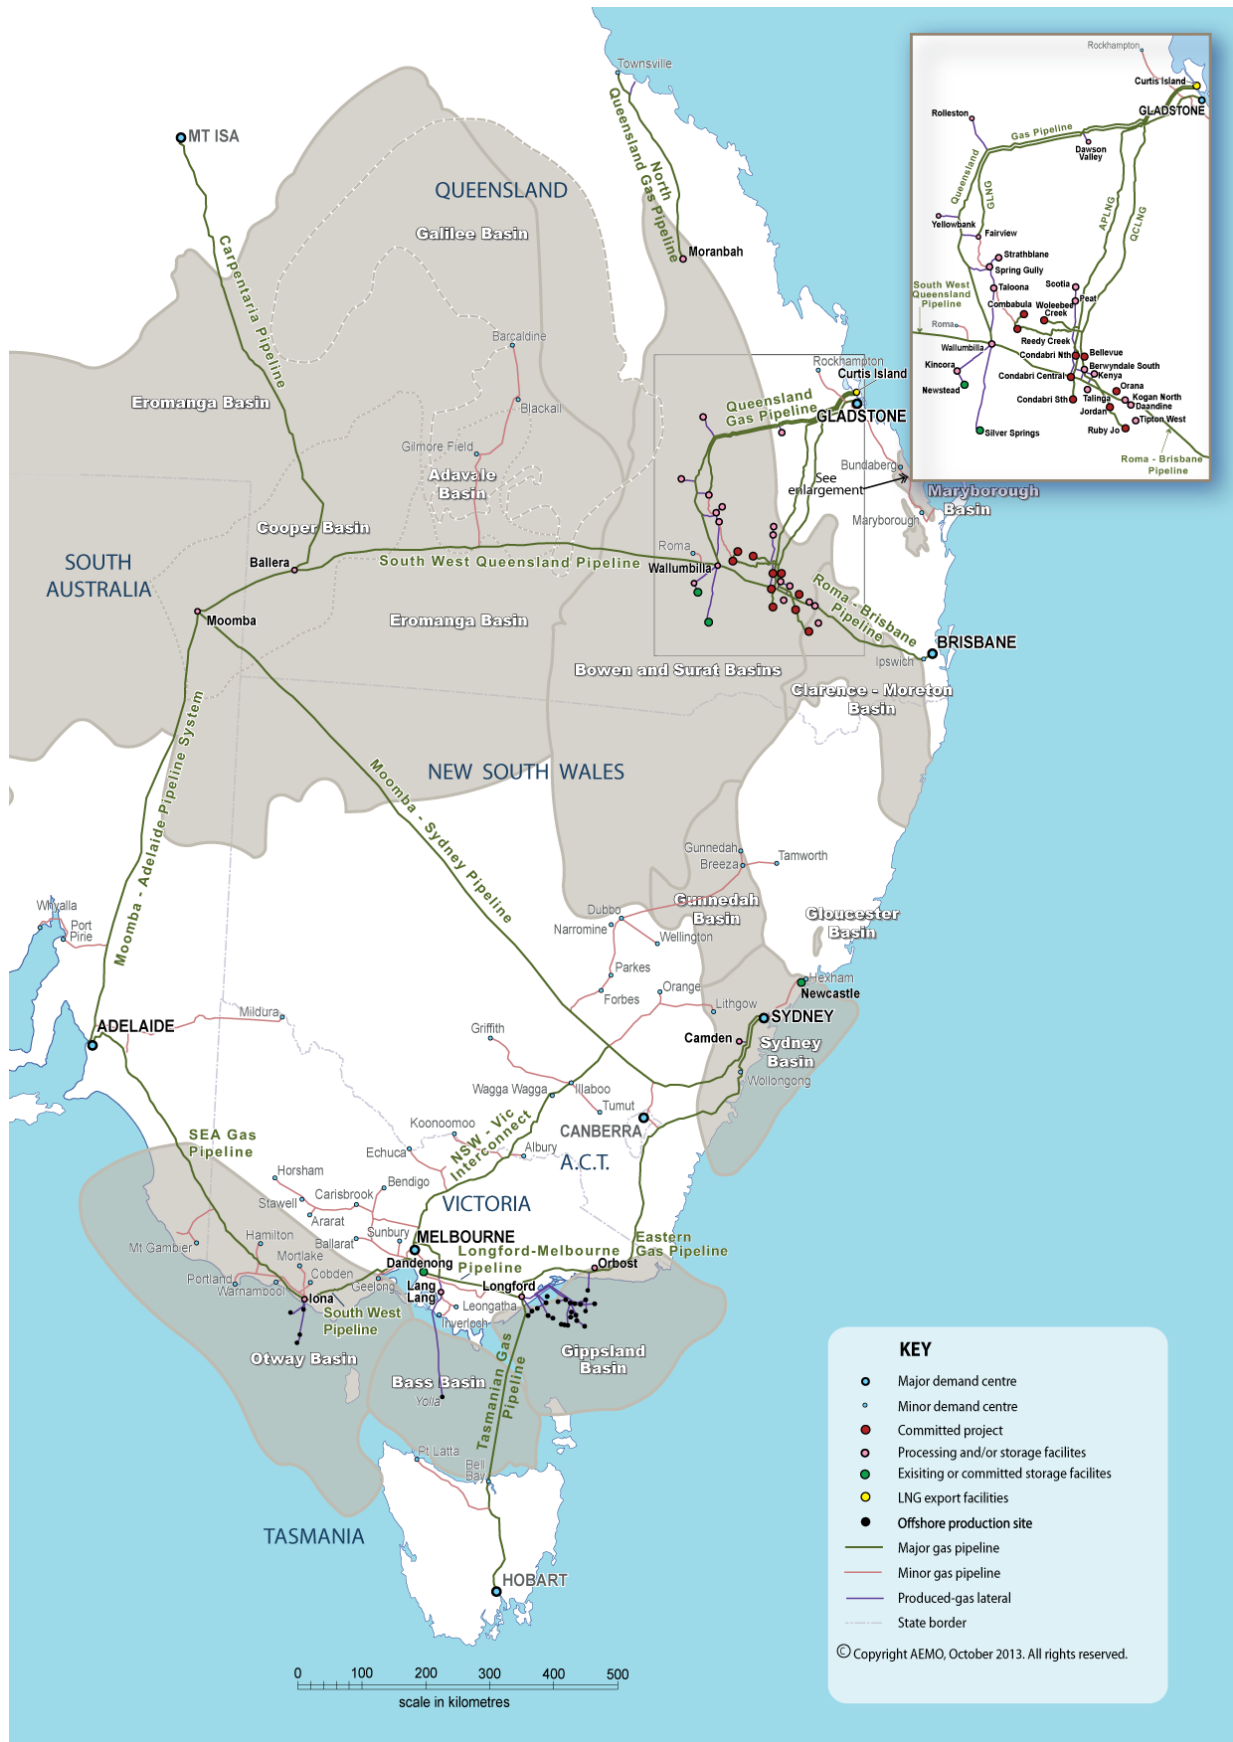 Townsville
MT ISA
QUEENSLAND
Queensland Gas Pipeline
North
Galilee Basin
Moranbah
Carpentaria Pipeline
Barcaldine
Eromanga Basin
Blackall
Gilmore Field
Adavale
Basin
Rockhampton
Curtis Island
Queensland
Gas Pipeline
GLADSTONE
Bundaberg
See
enlargement
Maryborough
Basin
Maryborough
Cooper Basin
SOUTH
AUSTRALIA
Ballera
South West Queensland Pipeline
Roma
Wallumbilla
Moomba
Eromanga Basin
Roma - Brisbane
Pipeline
BRISBANE
Ipswich
Bowen and Surat Basins
Clarence - Moreton
Basin
Moomba - Adelaide Pipeline System
NEW SOUTH WALES
Moomba - Sydney Pipeline
Gunnedah
Breeza
Tamworth
Gunnedah
Basin
Gloucester
Basin
Dubbo
Narromine
Wellington
Whyalla
Port
Pirie
Parkes
Forbes
Orange
Lithgow
Hexham
Newcastle
Mildura
ADELAIDE
SYDNEY
Griffith
Camden
Sydney
Basin
Wollongong
Wagga Wagga
Illaboo
Tumut
Koonoomoo
CANBERRA
NSW - Vic
Interconnect
SEA Gas
Pipeline
Echuca
Albury
A.C.T.
Horsham
Bendigo
Carisbrook
Stawell
Ararat
VICTORIA
Hamilton
Ballarat
Sunbury
MELBOURNE
Mt Gambier
Mortlake
Dandenong
Longford-Melbourne
Pipeline
Eastern
Gas Pipeline
Orbost
Portland
Cobden
Warnambool
Geelong
Lang
Lang
Longford
Iona
Leongatha
South West
Pipeline
Inverloch
Otway Basin
Gippsland
Basin
Bass Basin
Yolla
Tasmanian Gas
Pipeline
Pt Latta
Bell
Bay
TASMANIA
HOBART
0 100 200 300 400 500
scale in kilometres
Rockhampton
Curtis Island
GLADSTONE
Rolleston
Gas Pipeline
Dawson
Valley
Queensland
GLNG
APLNG
QCLNG
Yellowbank
Fairview
Strathblane
Spring Gully
South West
Queensland
Pipeline
Taloona
Scotia
Combabula
Woleebee
Creek
Peat
Roma
Reedy Creek
Wallumbilla
Condabri Nth
Bellevue
Kincora
Berwyndale South
Condabri Central
Kenya
Newstead
Orana
Condabri Sth
Talinga
Kogan North
Jordan
Daandine
Tipton West
Ruby Jo
Silver Springs
Roma - Brisbane
Pipeline
KEY
Major demand centre
Minor demand centre
Committed project
Processing and/or storage facilites
Exisiting or committed storage facilites
LNG export facilities
Offshore production site
Major gas pipeline
Minor gas pipeline
Produced-gas lateral
State border
© Copyright AEMO, October 2013. All rights reserved.